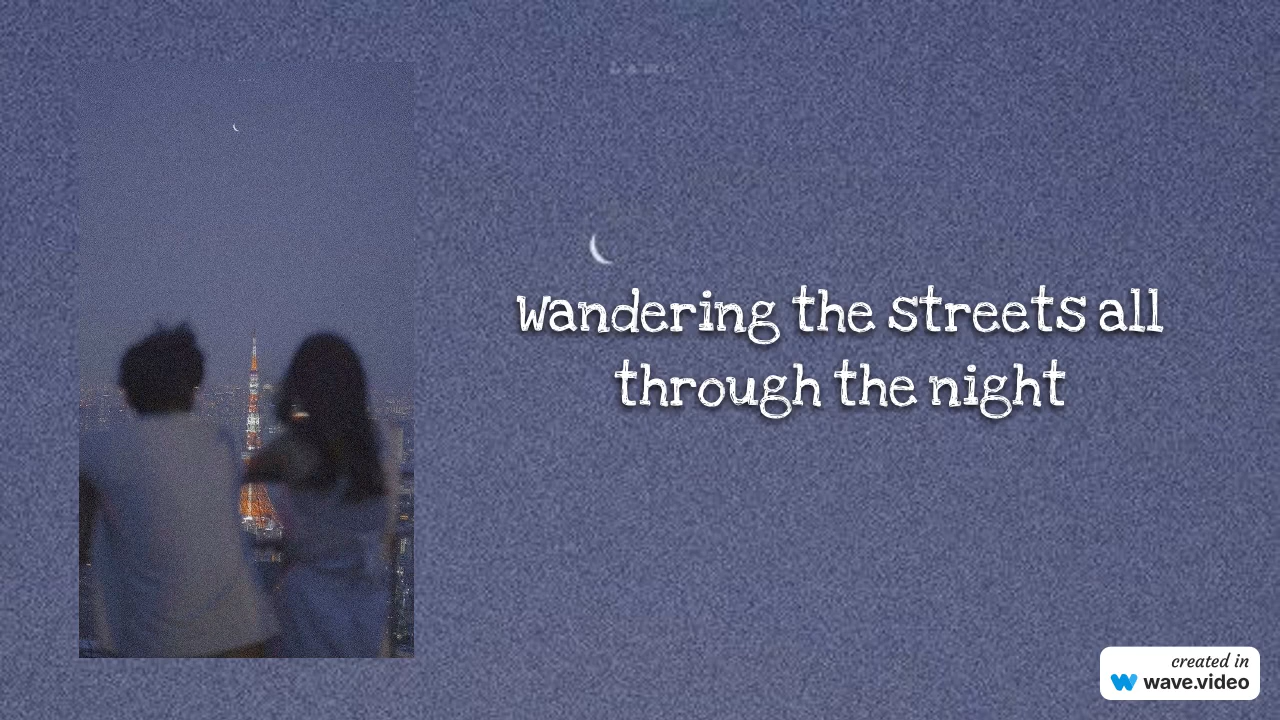 Wandering the streets all
through the night
created in
wave.video